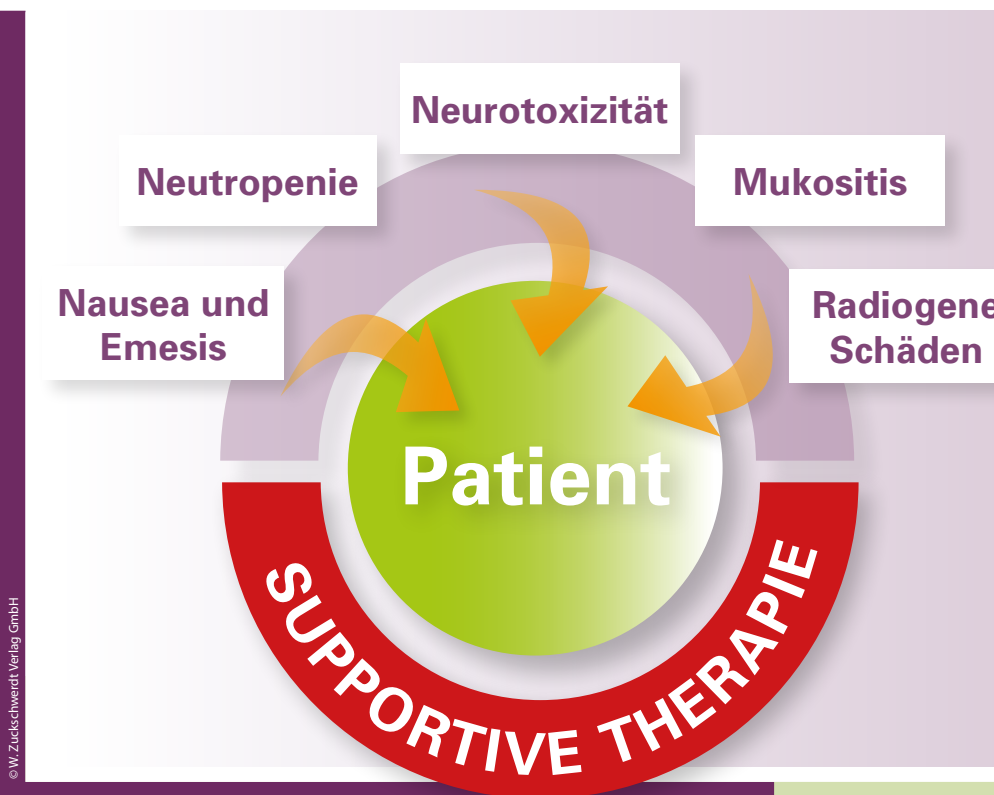 Neurotoxizität
Neutropenie
Mukositis
Nausea und
Emesis
Radiogene
Schäden
Patient
SUPPORTIVE THERAPIE
© W. Zuckschwerdt Verlag GmbH